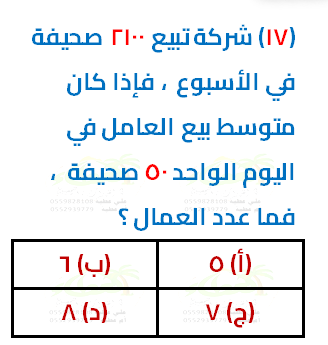 (١٧) شركة تبيع ٢١٠٠ صحيفة
في الأسبوع ، فإذا كان
متوسط بيع العامل في
اليوم الواحد ٥٠ صحيفة ،
فما عدد العمال ؟
(أ) ٥
(ب) ٦
(ج) ٧
(د) ٨